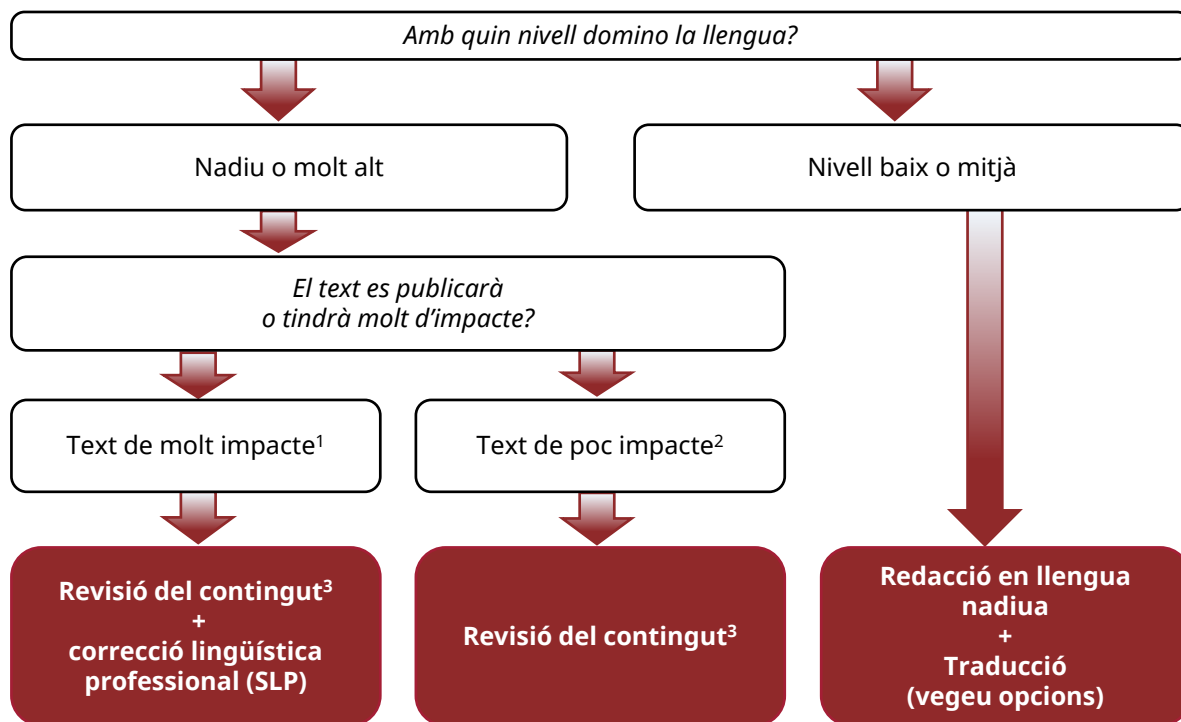 Amb quin nivell domino la llengua?
Nadiu o molt alt
Nivell baix o mitjà
El text es publicarà
o tindrà molt d’impacte?
Text de molt impacte¹
Text de poc impacte²
Revisió del contingut³
+
correcció lingüística
professional (SLP)
Revisió del contingut³
Redacció en llengua
nadiua
+
Traducció
(vegeu opcions)